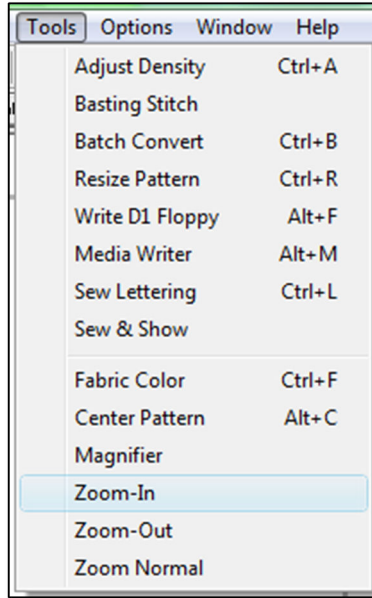 Tools Options Window Help
Adjust Density Ctrl+A
Basting Stitch
Batch Convert Ctrl+B
Resize Pattern Ctrl+R
Write D1 Floppy Alt+F
Media Writer Alt+M
Sew Lettering Ctrl+L
Sew & Show
Fabric Color Ctrl+F
Center Pattern Alt+C
Magnifier
Zoom-In
Zoom-Out
Zoom Normal